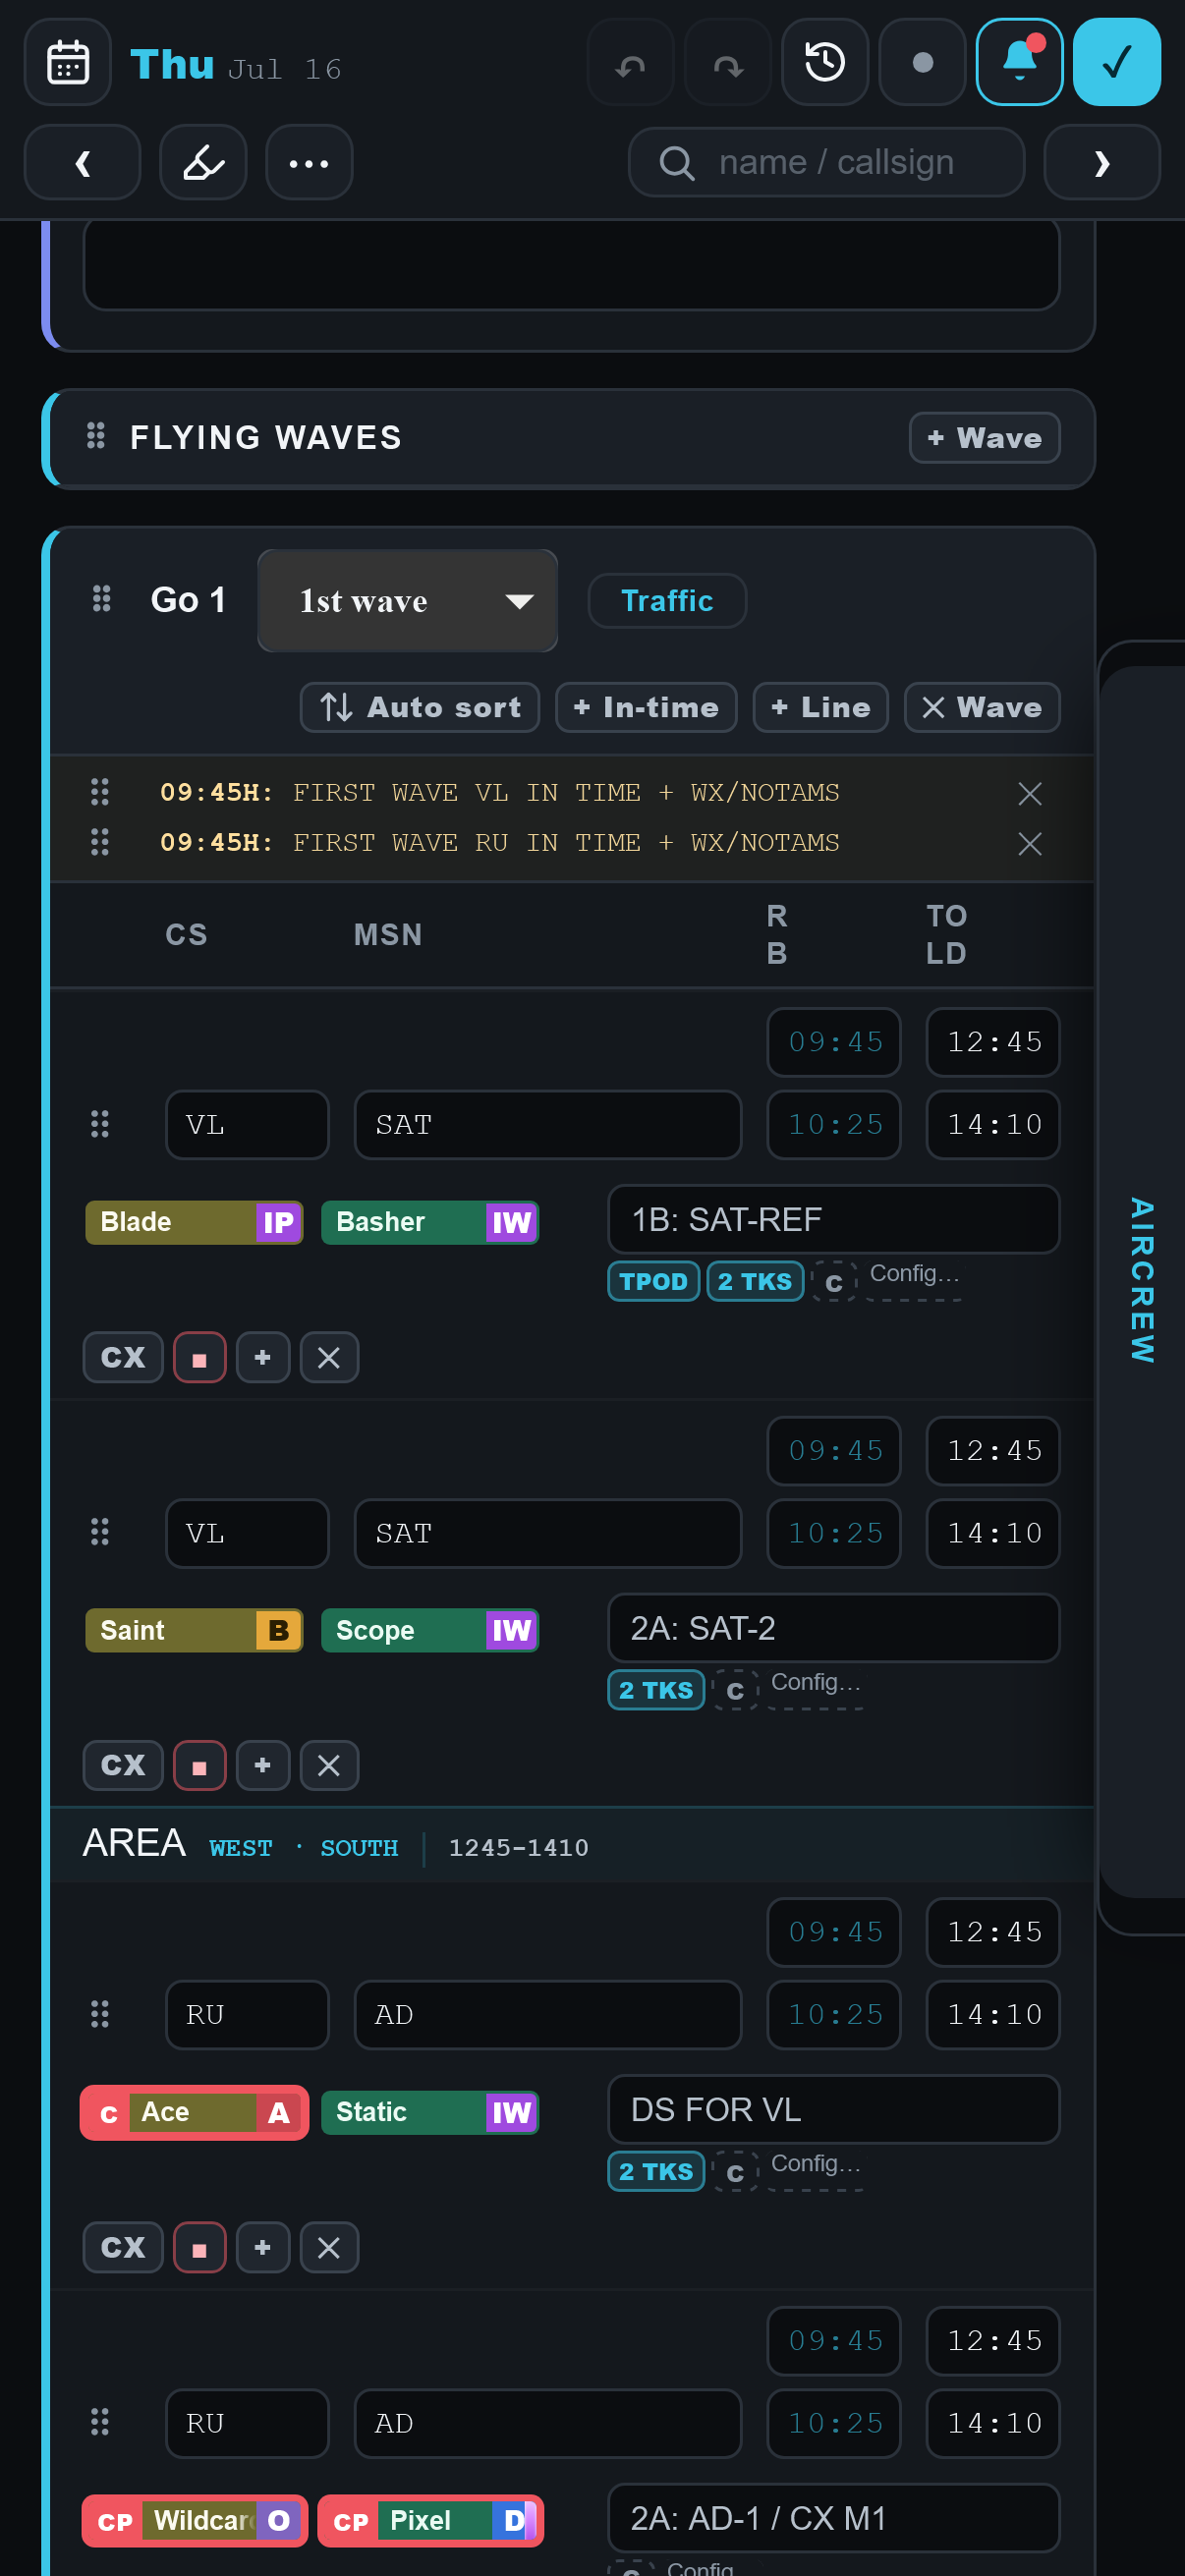 Thu Jul 16
name / callsign
FLYING WAVES + Wave
Go 1 1st wave Traffic
Auto sort + In-time + Line × Wave
09:45H: FIRST WAVE VL IN TIME + WX/NOTAMS
09:45H: FIRST WAVE RU IN TIME + WX/NOTAMS
CS MSN R B TO LD
09:45 12:45
VL SAT 10:25 14:10
Blade IP Basher IW 1B: SAT-REF
TPOD 2 TKS C Config...
CX + ×
09:45 12:45
VL SAT 10:25 14:10
Saint B Scope IW 2A: SAT-2
2 TKS C Config...
CX + ×
AREA WEST · SOUTH 1245-1410
09:45 12:45
RU AD 10:25 14:10
C Ace A Static IW DS FOR VL
2 TKS C Config...
CX + ×
09:45 12:45
RU AD 10:25 14:10
CP Wildcar O CP Pixel D 2A: AD-1 / CX M1
C Config
AIRCREW